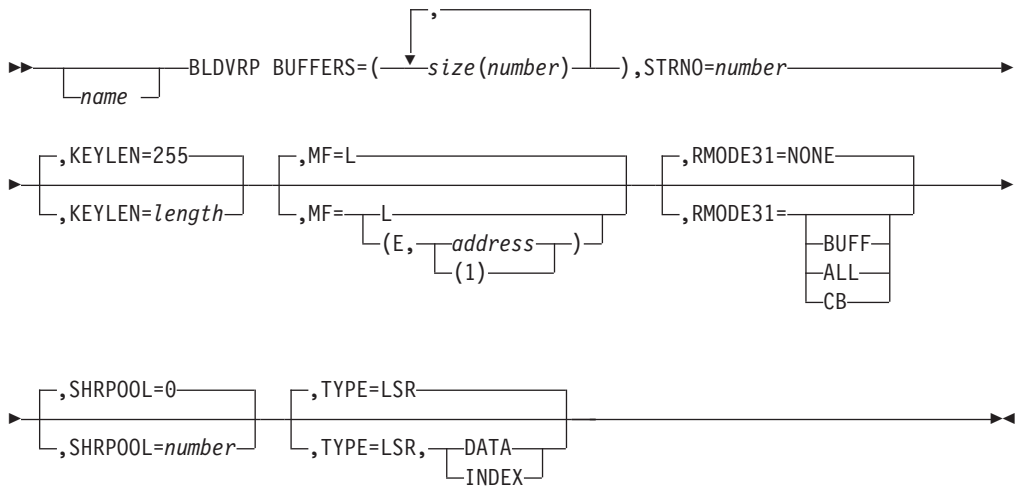 ,
BLDVRP BUFFERS=( size(number) ),STRNO=number
name
,KEYLEN=255 ,MF=L ,RMODE31=NONE
,KEYLEN=length ,MF= L ,RMODE31=
(E, address ) BUFF
(1) ALL
CB
,SHRPOOL=0 ,TYPE=LSR
,SHRPOOL=number ,TYPE=LSR, DATA
INDEX